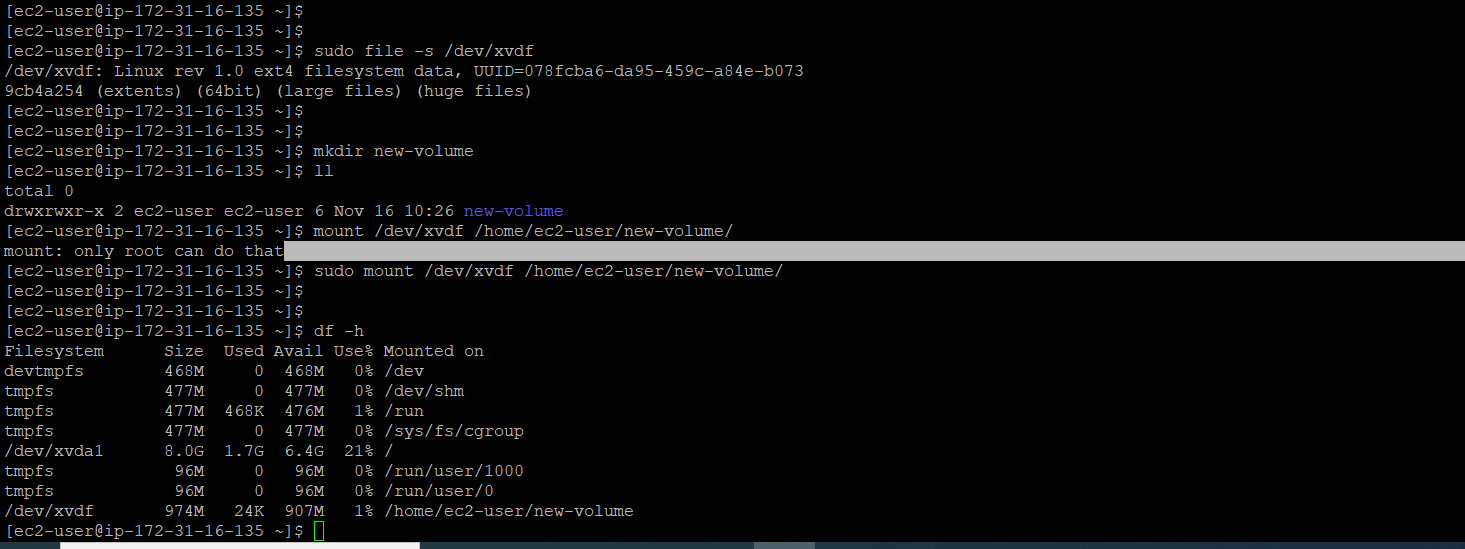 [ec2-user@ip-172-31-16-135 ~]$
[ec2-user@ip-172-31-16-135 ~]$
[ec2-user@ip-172-31-16-135 ~]$ sudo file -s /dev/xvdf
/dev/xvdf: Linux rev 1.0 ext4 filesystem data, UUID=078fcba6-da95-459c-a84e-b073
9cb4a254 (extents) (64bit) (large files) (huge files)
[ec2-user@ip-172-31-16-135 ~]$
[ec2-user@ip-172-31-16-135 ~]$
[ec2-user@ip-172-31-16-135 ~]$ mkdir new-volume
[ec2-user@ip-172-31-16-135 ~]$ ll
total 0
drwxrwxr-x 2 ec2-user ec2-user 6 Nov 16 10:26 new-volume
[ec2-user@ip-172-31-16-135 ~]$ mount /dev/xvdf /home/ec2-user/new-volume/
mount: only root can do that
[ec2-user@ip-172-31-16-135 ~]$ sudo mount /dev/xvdf /home/ec2-user/new-volume/
[ec2-user@ip-172-31-16-135 ~]$
[ec2-user@ip-172-31-16-135 ~]$
[ec2-user@ip-172-31-16-135 ~]$ df -h
Filesystem      Size  Used Avail Use% Mounted on
devtmpfs        468M     0  468M   0% /dev
tmpfs           477M     0  477M   0% /dev/shm
tmpfs           477M  468K  476M   1% /run
tmpfs           477M     0  477M   0% /sys/fs/cgroup
/dev/xvda1      8.0G  1.7G  6.4G  21% /
tmpfs            96M     0   96M   0% /run/user/1000
tmpfs            96M     0   96M   0% /run/user/0
/dev/xvdf       974M   24K  907M   1% /home/ec2-user/new-volume
[ec2-user@ip-172-31-16-135 ~]$